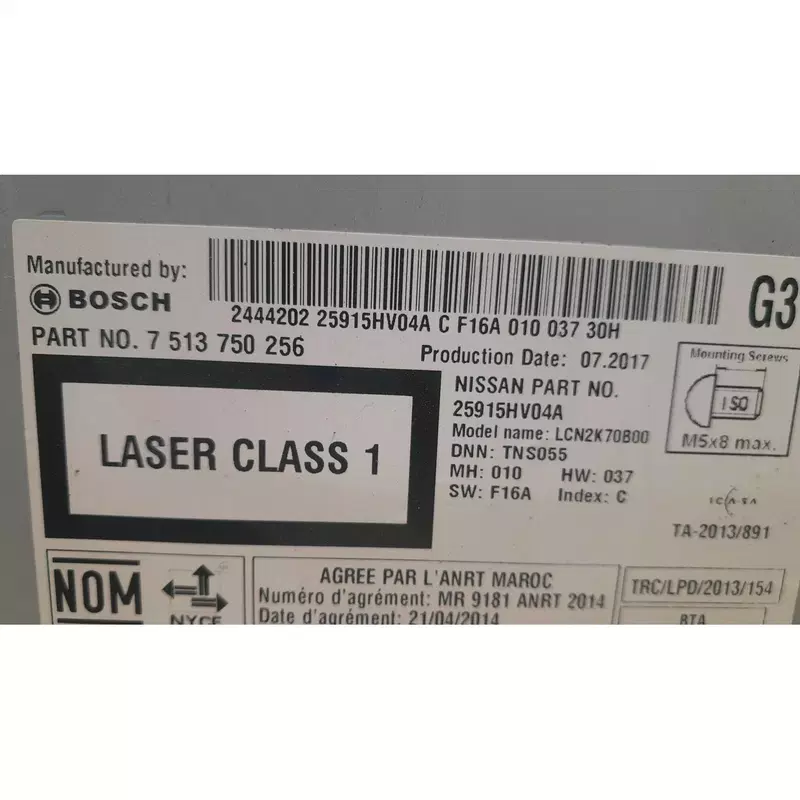 Manufactured by:
BOSCH
2444202 25915HV04A C F16A 010 037 30H
G3
PART NO. 7 513 750 256
Production Date: 07.2017
LASER CLASS 1
NISSAN PART NO.
25915HV04A
Model name: LCN2K70B00
DNN: TNS055
MH: 010 HW: 037
SW: F16A Index: C
Mounting Screws
ISO
M5x8 max.
ICASA
TA-2013/891
NOM
NYCE
AGREE PAR L'ANRT MAROC
Numéro d'agrément: MR 9181 ANRT 2014
Date d'agrément: 21/04/2014
TRC/LPD/2013/154